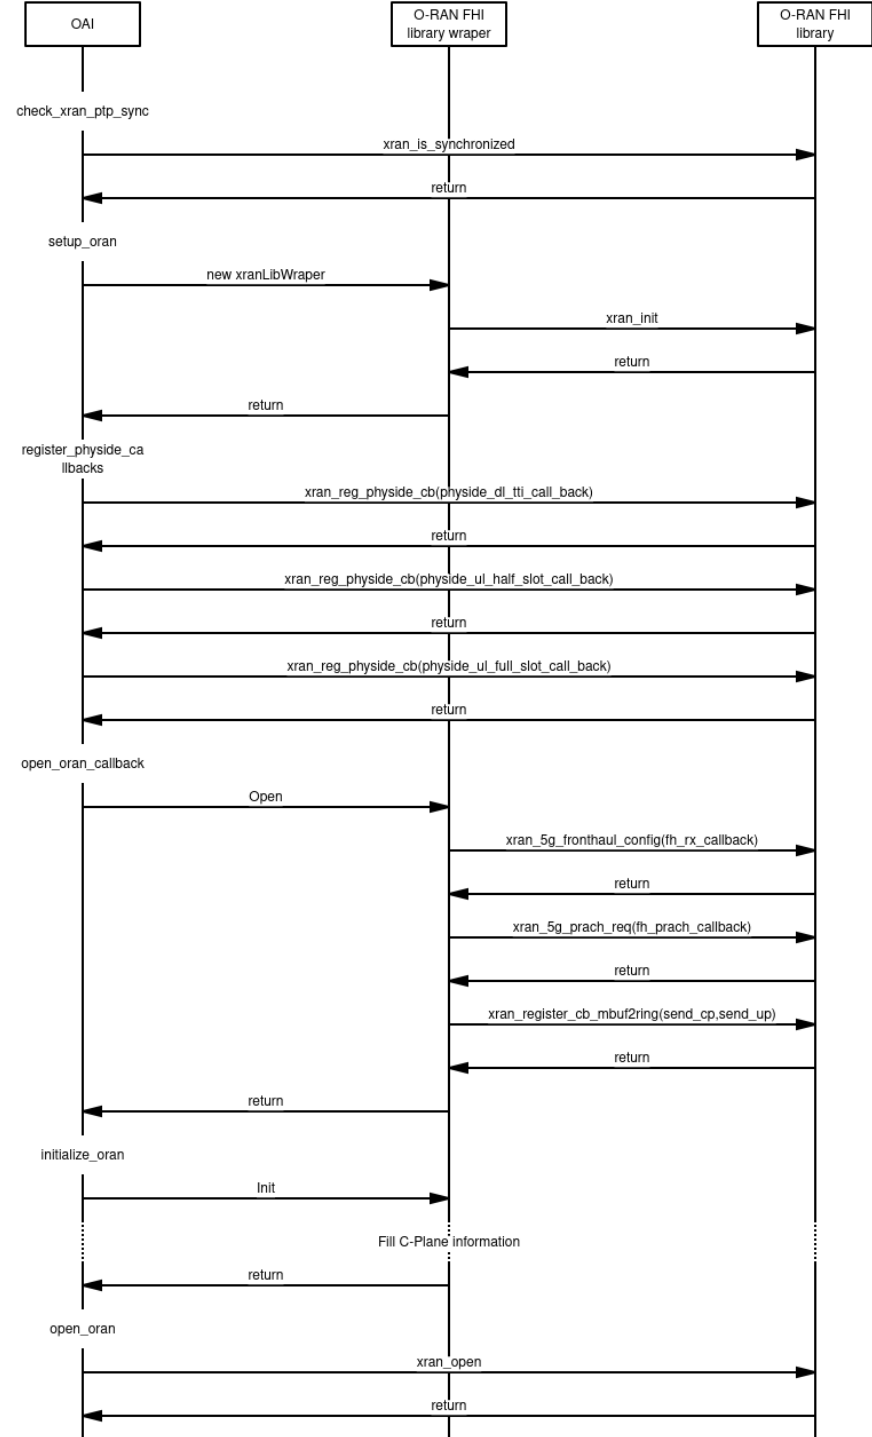 OAI
O-RAN FHI
library wraper
O-RAN FHI
library
check_xran_ptp_sync
xran_is_synchronized
return
setup_oran
new xranLibWraper
xran_init
return
return
register_physide_ca
llbacks
xran_reg_physide_cb(physide_dl_tti_call_back)
return
xran_reg_physide_cb(physide_ul_half_slot_call_back)
return
xran_reg_physide_cb(physide_ul_full_slot_call_back)
return
open_oran_callback
Open
xran_5g_fronthaul_config(fh_rx_callback)
return
xran_5g_prach_req(fh_prach_callback)
return
xran_register_cb_mbuf2ring(send_cp,send_up)
return
return
initialize_oran
Init
Fill C-Plane information
return
open_oran
xran_open
return